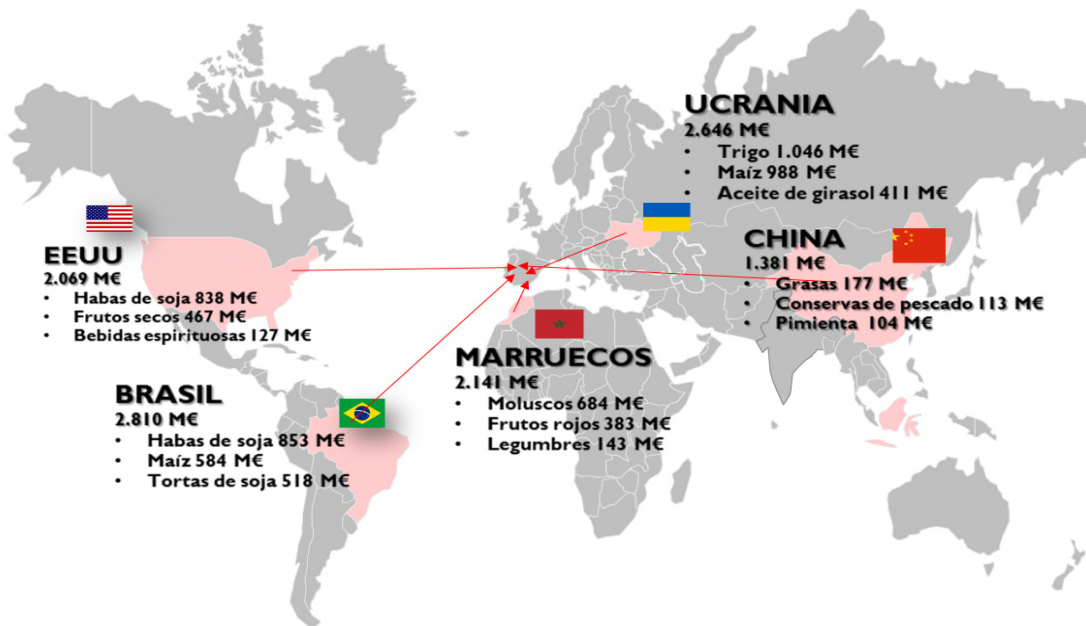 UCRANIA
2.646 M€
• Trigo 1.046 M€
• Maíz 988 M€
• Aceite de girasol 411 M€
EEUU
2.069 M€
• Habas de soja 838 M€
• Frutos secos 467 M€
• Bebidas espirituosas 127 M€
CHINA
1.381 M€
• Grasas 177 M€
• Conservas de pescado 113 M€
• Pimienta 104 M€
MARRUECOS
2.141 M€
• Moluscos 684 M€
• Frutos rojos 383 M€
• Legumbres 143 M€
BRASIL
2.810 M€
• Habas de soja 853 M€
• Maíz 584 M€
• Tortas de soja 518 M€